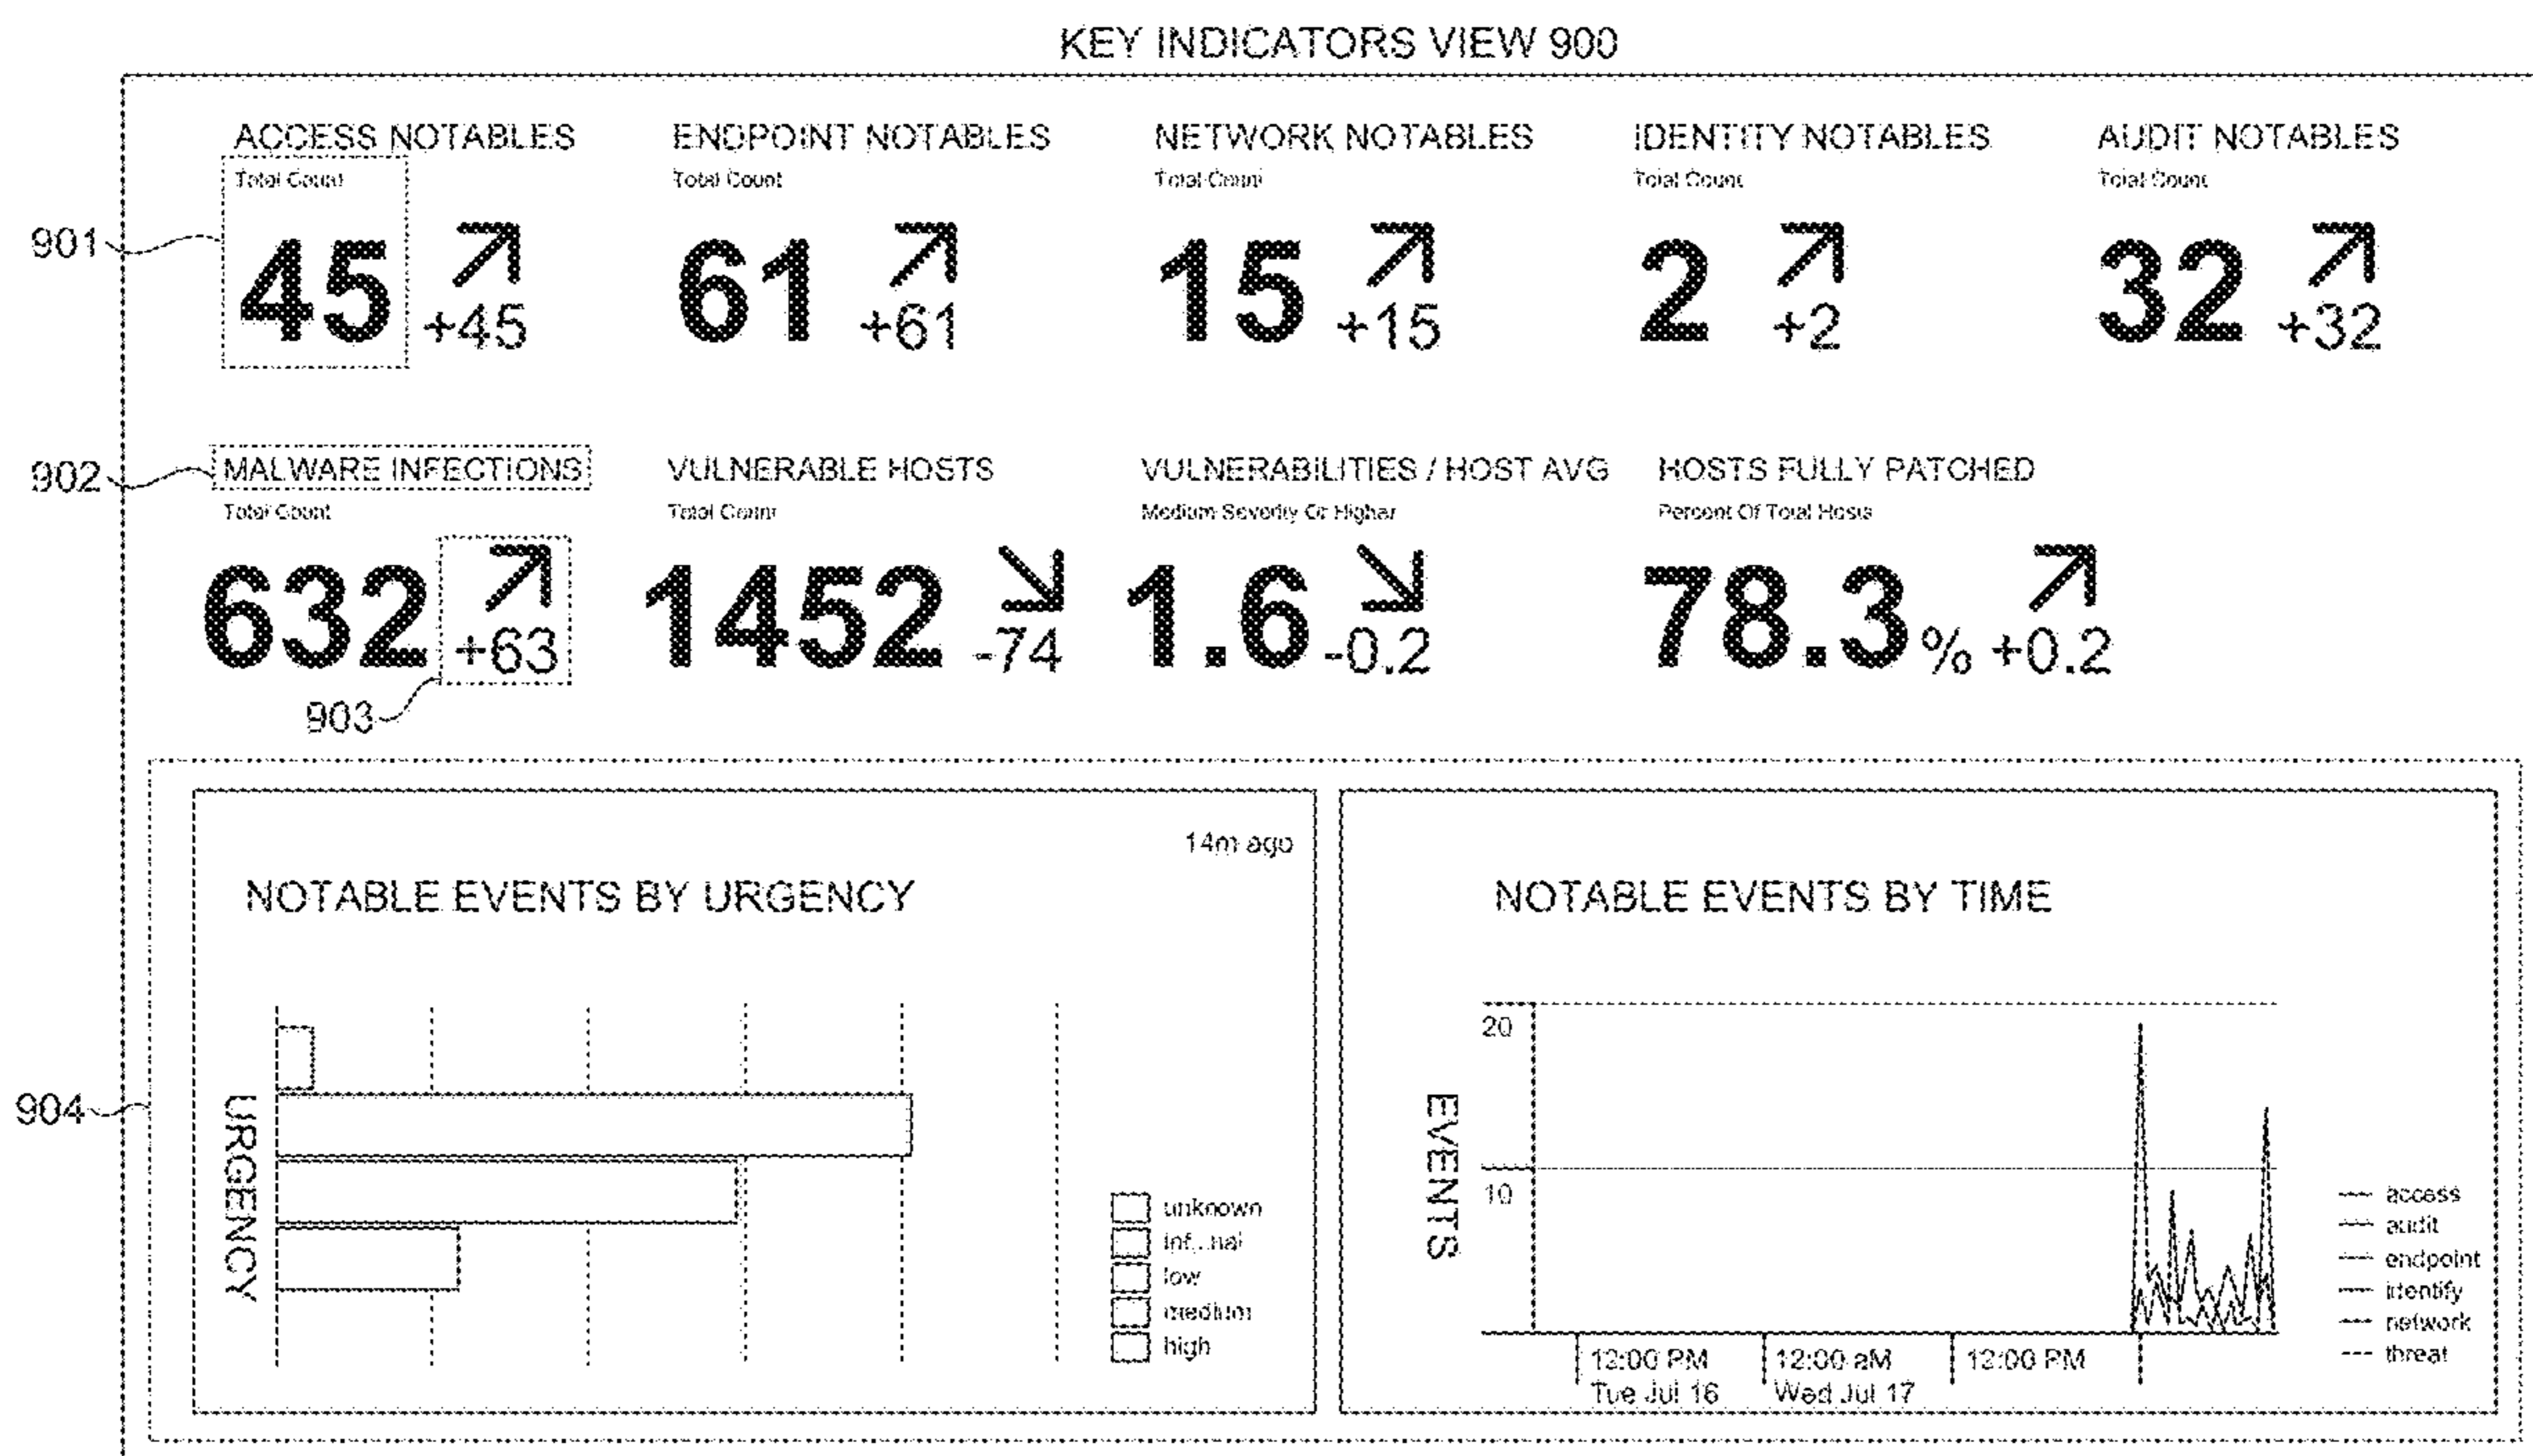 KEY INDICATORS VIEW 900
ACCESS NOTABLES
Total Count
45 +45
ENDPOINT NOTABLES
Total Count
61 +61
NETWORK NOTABLES
Total Count
15 +15
IDENTITY NOTABLES
Total Count
2 +2
AUDIT NOTABLES
Total Count
32 +32
901
902
MALWARE INFECTIONS
Total Count
632 +63
903
VULNERABLE HOSTS
Total Count
1452 -74
VULNERABILITIES / HOST AVG
Medium Severity Or Higher
1.6 -0.2
HOSTS FULLY PATCHED
Percent Of Total Hosts
78.3% +0.2
904
14m ago
NOTABLE EVENTS BY URGENCY
URGENCY
unknown
inf...nal
low
medium
high
NOTABLE EVENTS BY TIME
EVENTS
20
10
12:00 PM
Tue Jul 16
12:00 aM
Wed Jul 17
12:00 PM
access
audit
endpoint
identify
network
threat